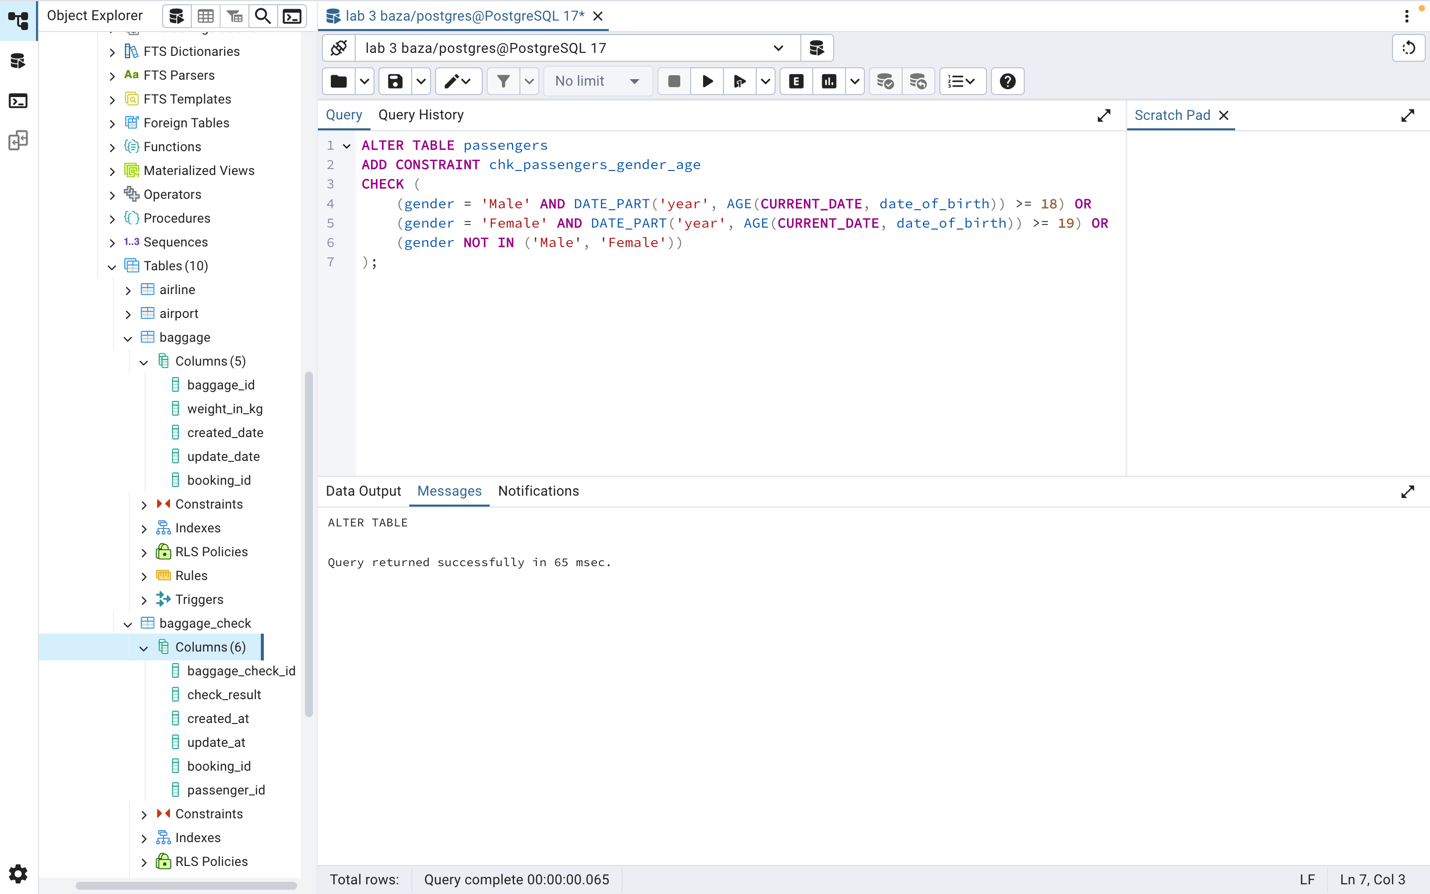 Object Explorer
FTS Dictionaries
Aa FTS Parsers
FTS Templates
Foreign Tables
Functions
Materialized Views
Operators
Procedures
1..3 Sequences
Tables (10)
airline
airport
baggage
Columns (5)
baggage_id
weight_in_kg
created_date
update_date
booking_id
Constraints
Indexes
RLS Policies
Rules
Triggers
baggage_check
Columns (6)
baggage_check_id
check_result
created_at
update_at
booking_id
passenger_id
Constraints
Indexes
RLS Policies
lab 3 baza/postgres@PostgreSQL 17*
lab 3 baza/postgres@PostgreSQL 17
No limit
E
Query Query History
Scratch Pad
1 ALTER TABLE passengers
2 ADD CONSTRAINT chk_passengers_gender_age
3 CHECK (
4 (gender = 'Male' AND DATE_PART('year', AGE(CURRENT_DATE, date_of_birth)) >= 18) OR
5 (gender = 'Female' AND DATE_PART('year', AGE(CURRENT_DATE, date_of_birth)) >= 19) OR
6 (gender NOT IN ('Male', 'Female'))
7 );
Data Output Messages Notifications
ALTER TABLE
Query returned successfully in 65 msec.
Total rows: Query complete 00:00:00.065 LF Ln 7, Col 3